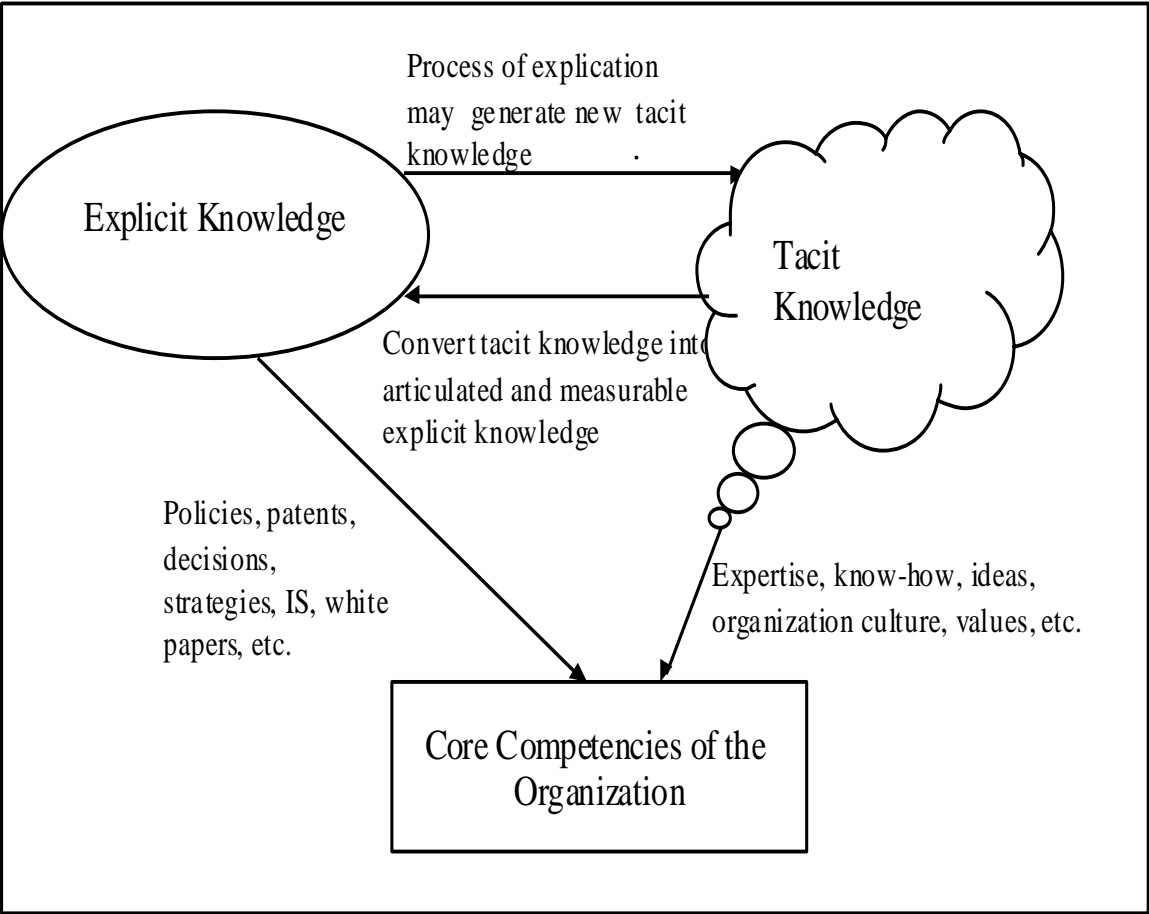 Process of explication
may generate new tacit
knowledge .
Explicit Knowledge
Tacit
Knowledge
Convert tacit knowledge into
articulated and measurable
explicit knowledge
Policies, patents,
decisions,
strategies, IS, white
papers, etc.
Expertise, know-how, ideas,
organization culture, values, etc.
Core Competencies of the
Organization